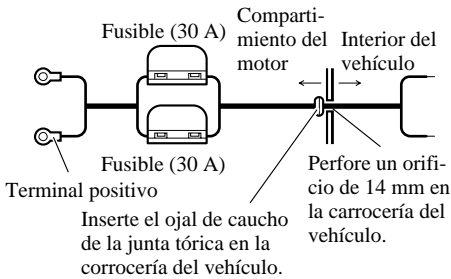 Fusible (30 A)
Comparti-
miento del
motor
Interior del
vehículo
Fusible (30 A)
Terminal positivo
Inserte el ojal de caucho
de la junta tórica en la
corrocería del vehículo.
Perfore un orifi-
cio de 14 mm en
la carrocería del
vehículo.